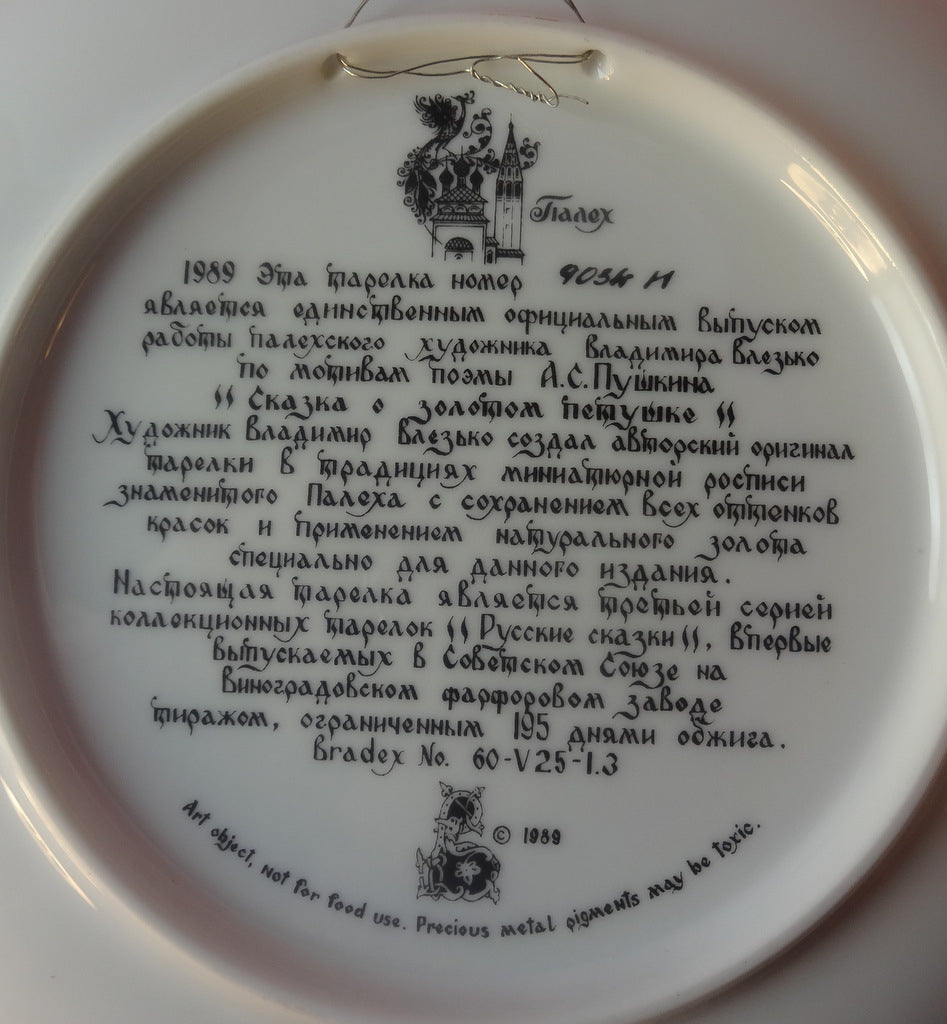 Палех
1989 Эта тарелка номер 9034 И
является единственным официальным выпуском
работы палехского художника Владимира Влезько
по мотивам поэмы А.С.Пушкина
"Сказка о золотом петушке"
Художник Владимир Влезько создал авторский оригинал
тарелки в традициях миниатюрной росписи
знаменитого Палеха с сохранением всех оттенков
красок и применением натурального золота
специально для данного издания.
Настоящая тарелка является третьей серией
коллекционных тарелок "Русские сказки", впервые
выпускаемых в Советском Союзе на
Виноградовском фарфоровом заводе
тиражом, ограниченным 195 днями обжига.
Bradex No. 60-V25-1.3
© 1989
Art object, not for food use. Precious metal pigments may be toxic.